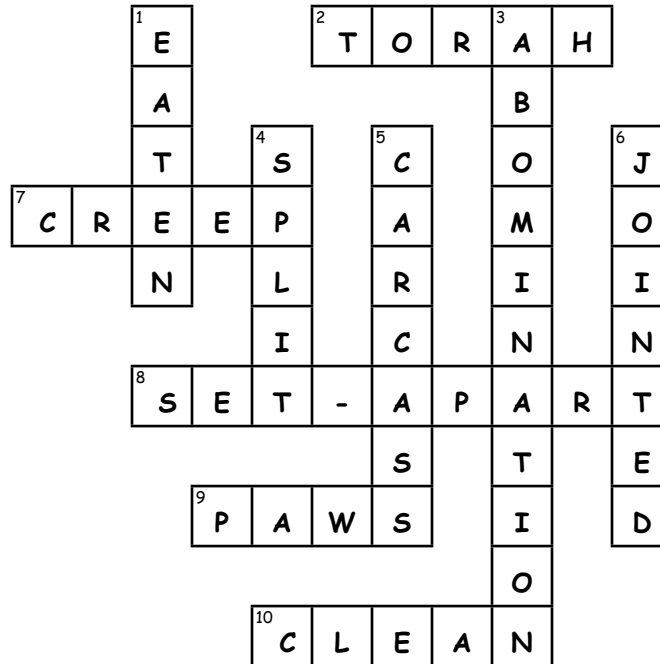 1 E 2 T O R 3 A H
A B
T 4 S 5 C O 6 J
7 C R E E P A M O
N L R I I
I C N N
8 S E T - A P A R T
S T E
9 P A W S I D
O
10 C L E A N